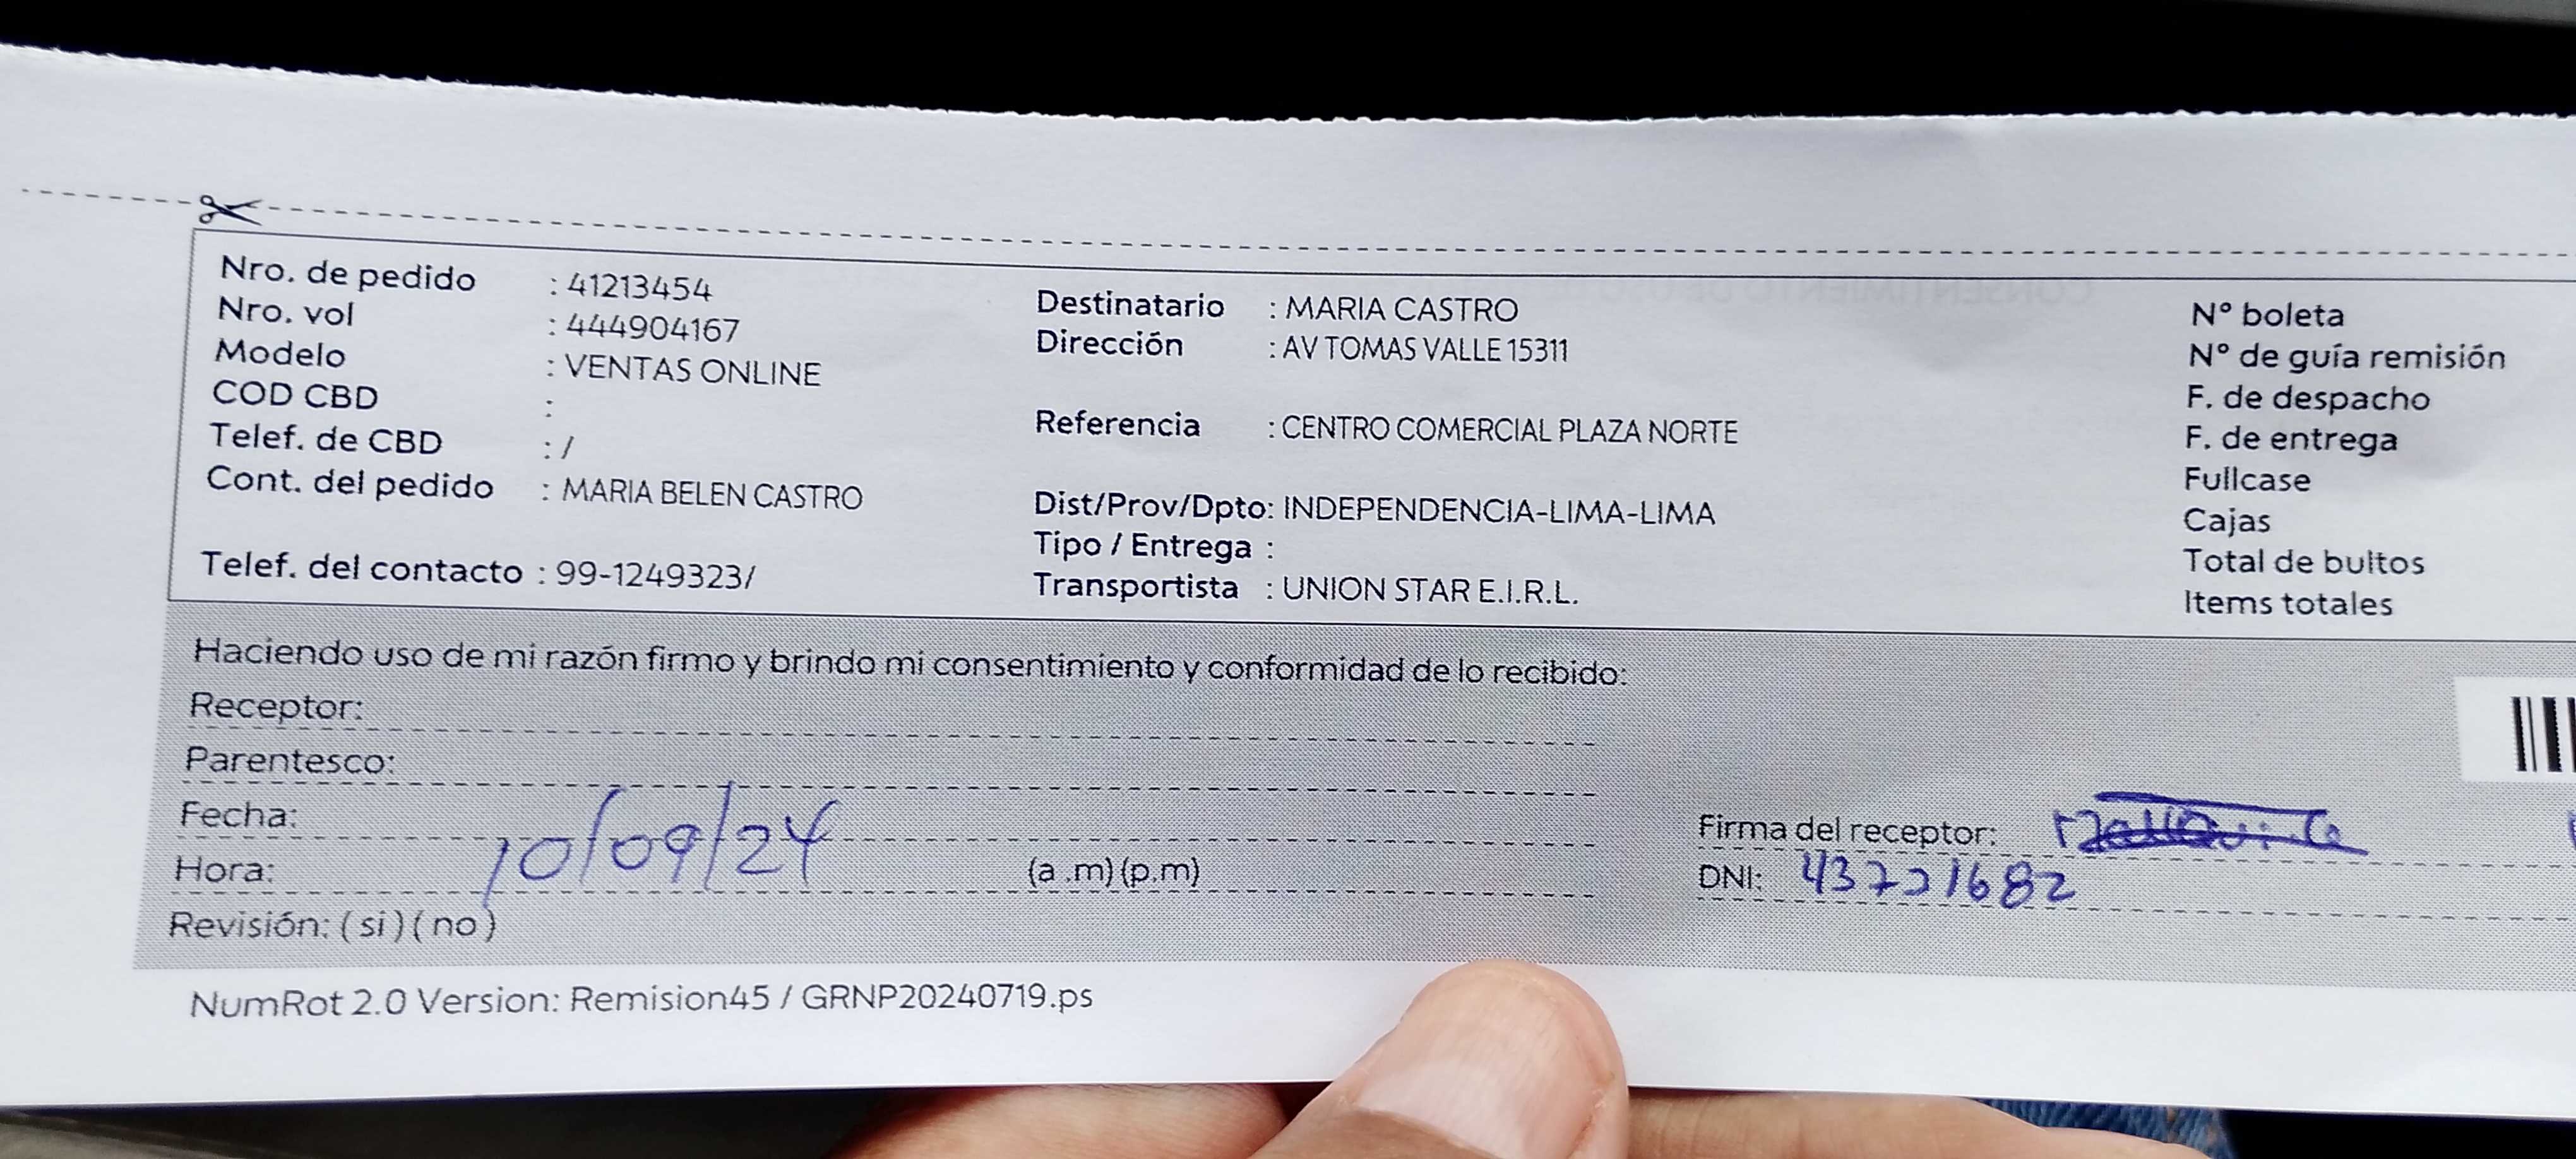 Nro. de pedido : 41213454
Nro. vol : 444904167
Modelo : VENTAS ONLINE
COD CBD :
Telef. de CBD : /
Cont. del pedido : MARIA BELEN CASTRO
Telef. del contacto : 99-1249323/
Destinatario : MARIA CASTRO
Dirección : AV TOMAS VALLE 15311
Referencia : CENTRO COMERCIAL PLAZA NORTE
Dist/Prov/Dpto: INDEPENDENCIA-LIMA-LIMA
Tipo / Entrega :
Transportista : UNION STAR E.I.R.L.
N° boleta
N° de guía remisión
F. de despacho
F. de entrega
Fullcase
Cajas
Total de bultos
Items totales
Haciendo uso de mi razón firmo y brindo mi consentimiento y conformidad de lo recibido:
Receptor:
Parentesco:
Fecha: 10/09/24
Hora: (a .m) (p.m)
Revisión: ( si ) ( no )
Firma del receptor:
DNI: 43721682
NumRot 2.0 Version: Remision45 / GRNP20240719.ps